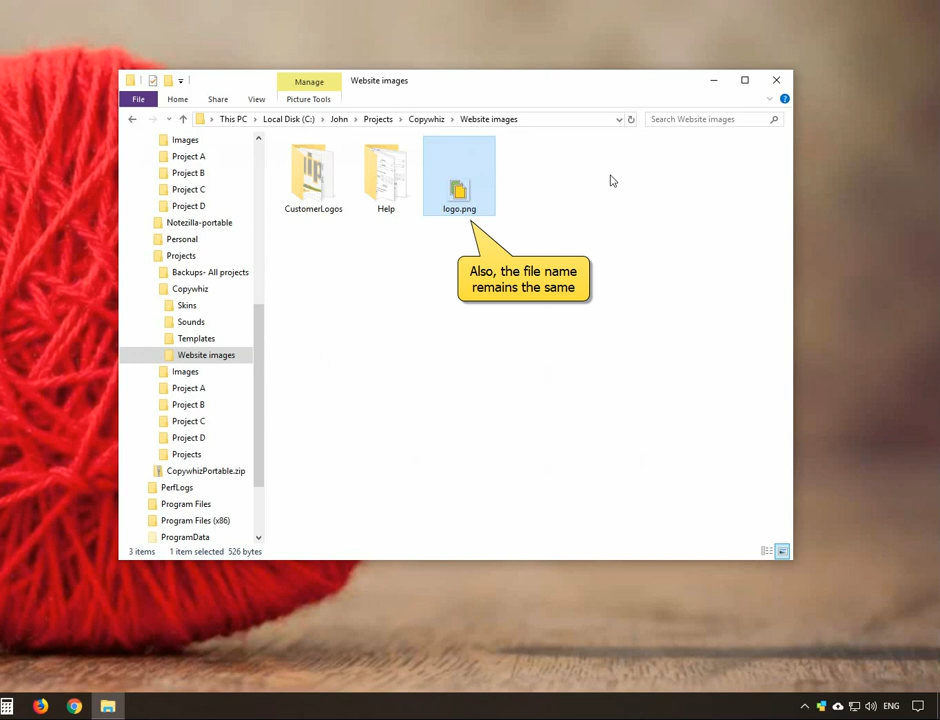 Manage
Website images
File
Home
Share
View
Picture Tools
This PC
Local Disk (C:)
John
Projects
Copywhiz
Website images
Search Website images
Images
Project A
Project B
Project C
Project D
Notezilla-portable
Personal
Projects
Backups- All projects
Copywhiz
Skins
Sounds
Templates
Website images
Images
Project A
Project B
Project C
Project D
Projects
CopywhizPortable.zip
PerfLogs
Program Files
Program Files (x86)
ProgramData
CustomerLogos
Help
logo.png
Also, the file name
remains the same
3 items
1 item selected 526 bytes
ENG